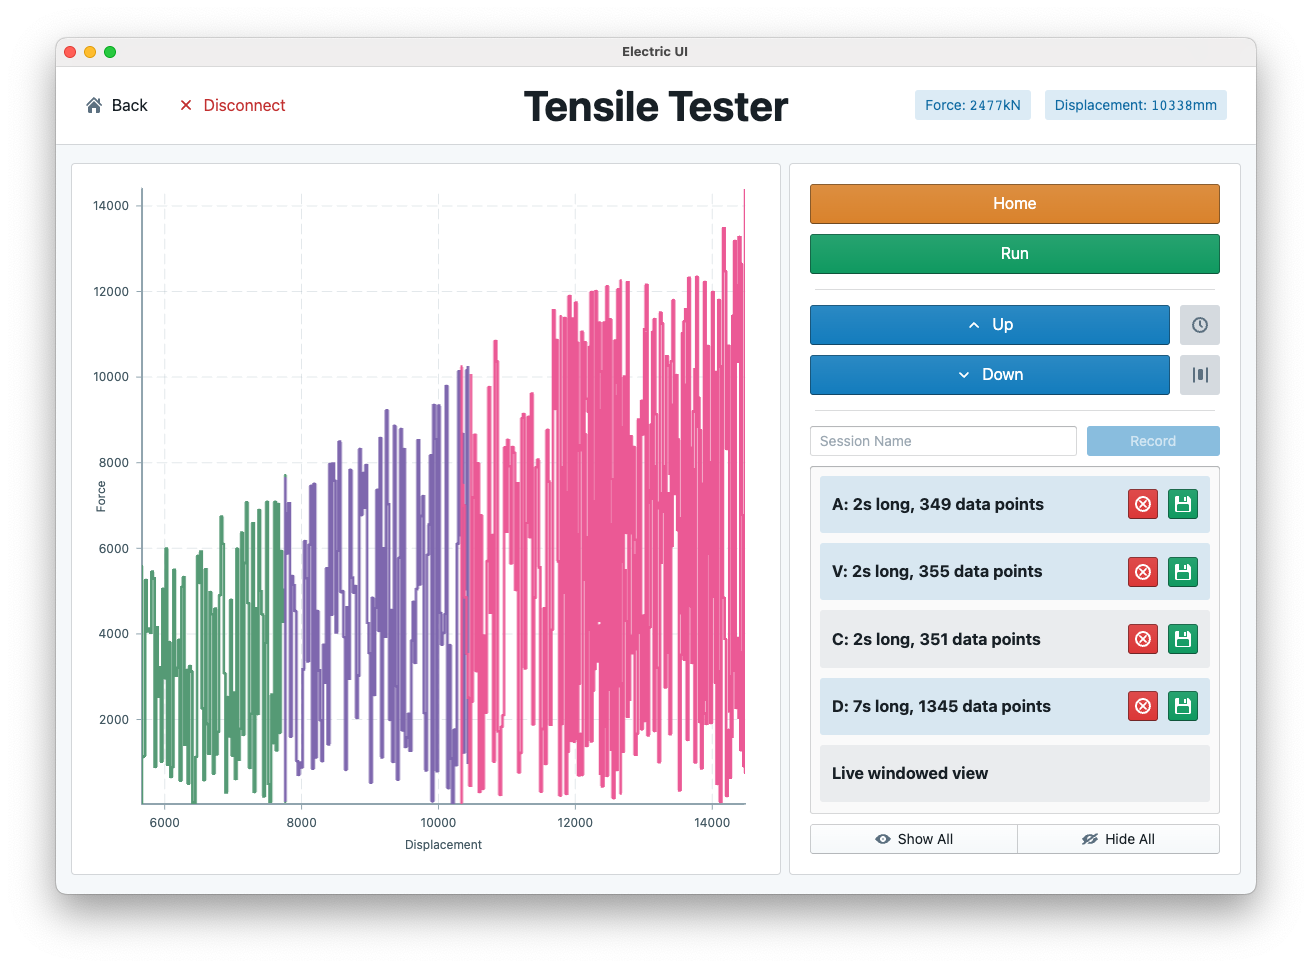 Electric UI
Back
Disconnect
Tensile Tester
Force: 2477kN
Displacement: 10338mm
14000
12000
10000
8000
6000
4000
2000
Force
6000
8000
10000
12000
14000
Displacement
Home
Run
Up
Down
Session Name
Record
A: 2s long, 349 data points
V: 2s long, 355 data points
C: 2s long, 351 data points
D: 7s long, 1345 data points
Live windowed view
Show All
Hide All